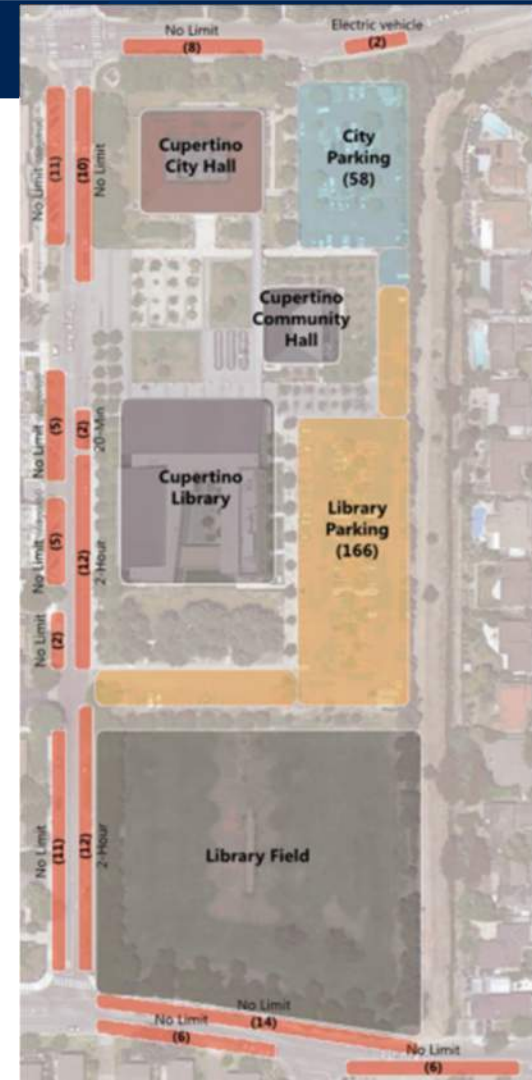 No Limit
(8)
Electric vehicle
(2)
No Limit
(11)
(10)
No Limit
Cupertino
City Hall
City
Parking
(58)
Cupertino
Community
Hall
No Limit
(5)
(2)
20-Min
Cupertino
Library
Library
Parking
(166)
No Limit
(5)
(12)
2-Hour
No Limit
(2)
No Limit
(11)
(12)
2-Hour
Library Field
No Limit
(14)
No Limit
(6)
No Limit
(6)